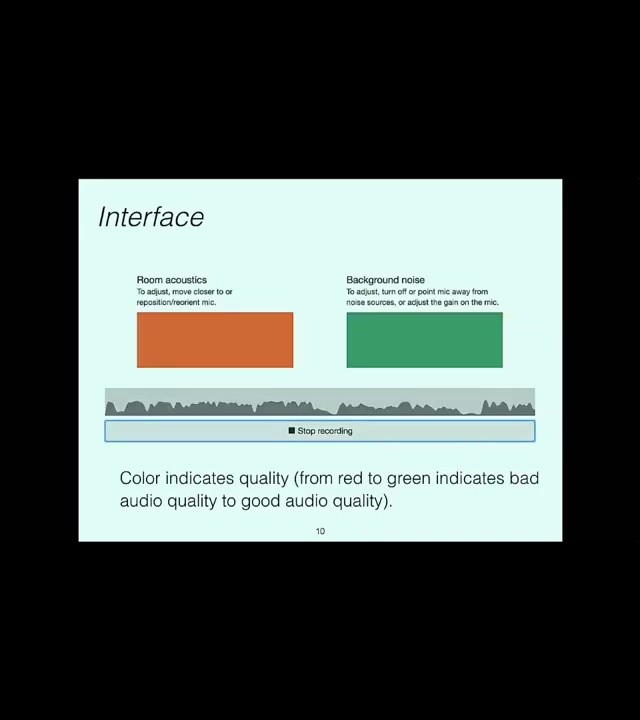 Interface
Room acoustics
To adjust, move closer to or
reposition/reorient mic.
Background noise
To adjust, turn off or point mic away from
noise sources, or adjust the gain on the mic.
Stop recording
Color indicates quality (from red to green indicates bad
audio quality to good audio quality).
10